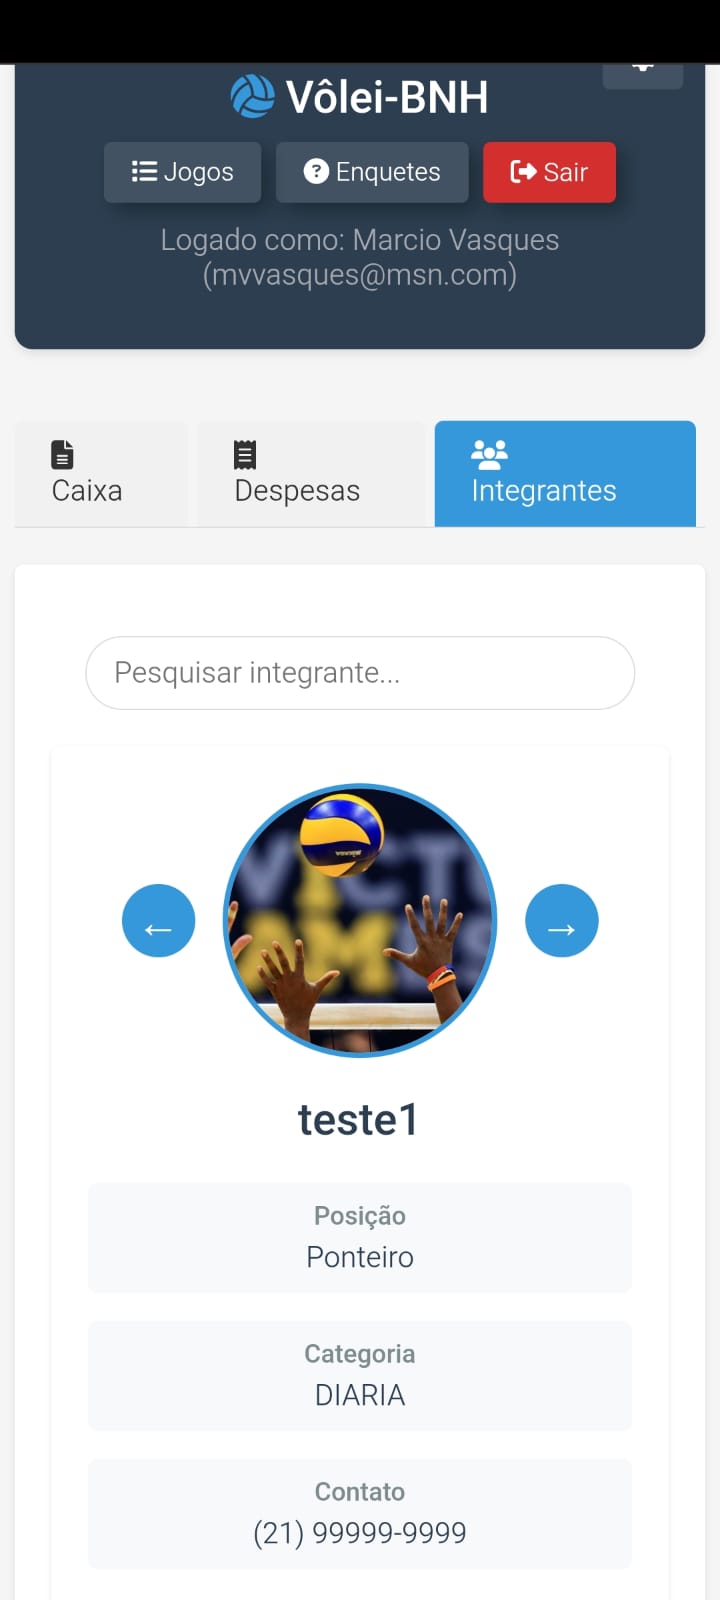 Vôlei-BNH
Jogos
Enquetes
Sair
Logado como: Marcio Vasques
(mvvasques@msn.com)
Caixa
Despesas
Integrantes
Pesquisar integrante...
teste1
Posição
Ponteiro
Categoria
DIARIA
Contato
(21) 99999-9999